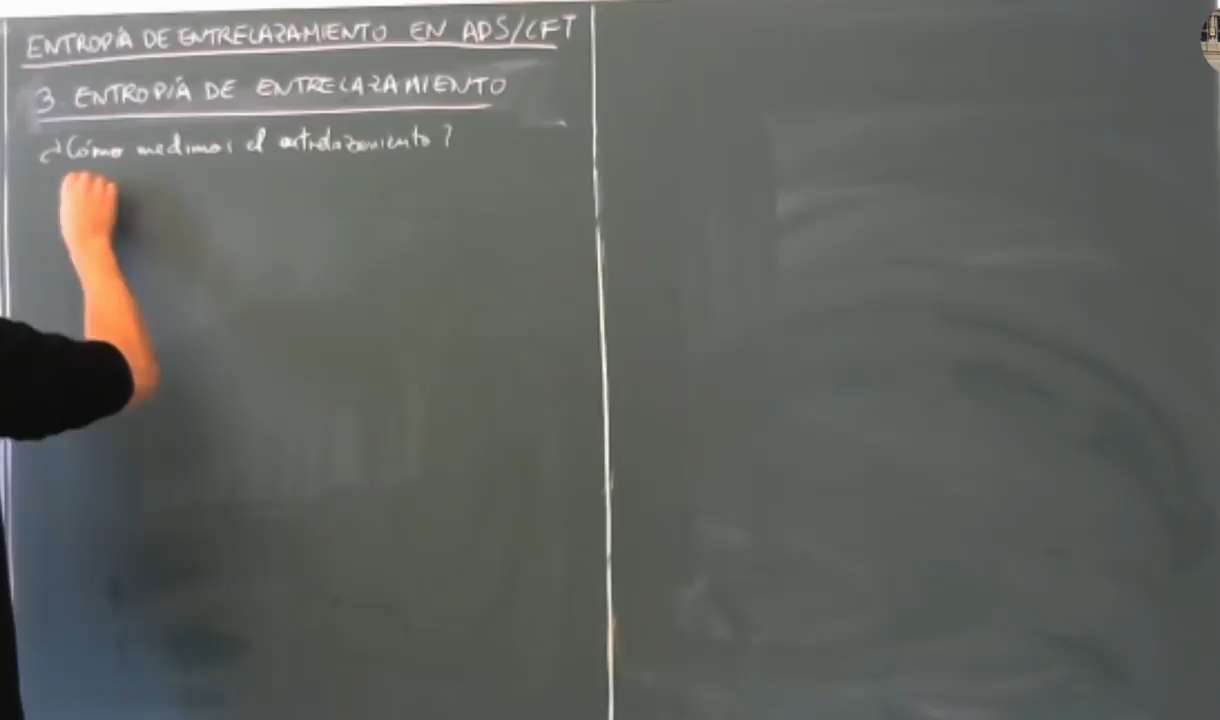 ENTROPÍA DE ENTRELAZAMIENTO EN ADS/CFT
3. ENTROPÍA DE ENTRELAZAMIENTO
¿Cómo medimos el entrelazamiento?